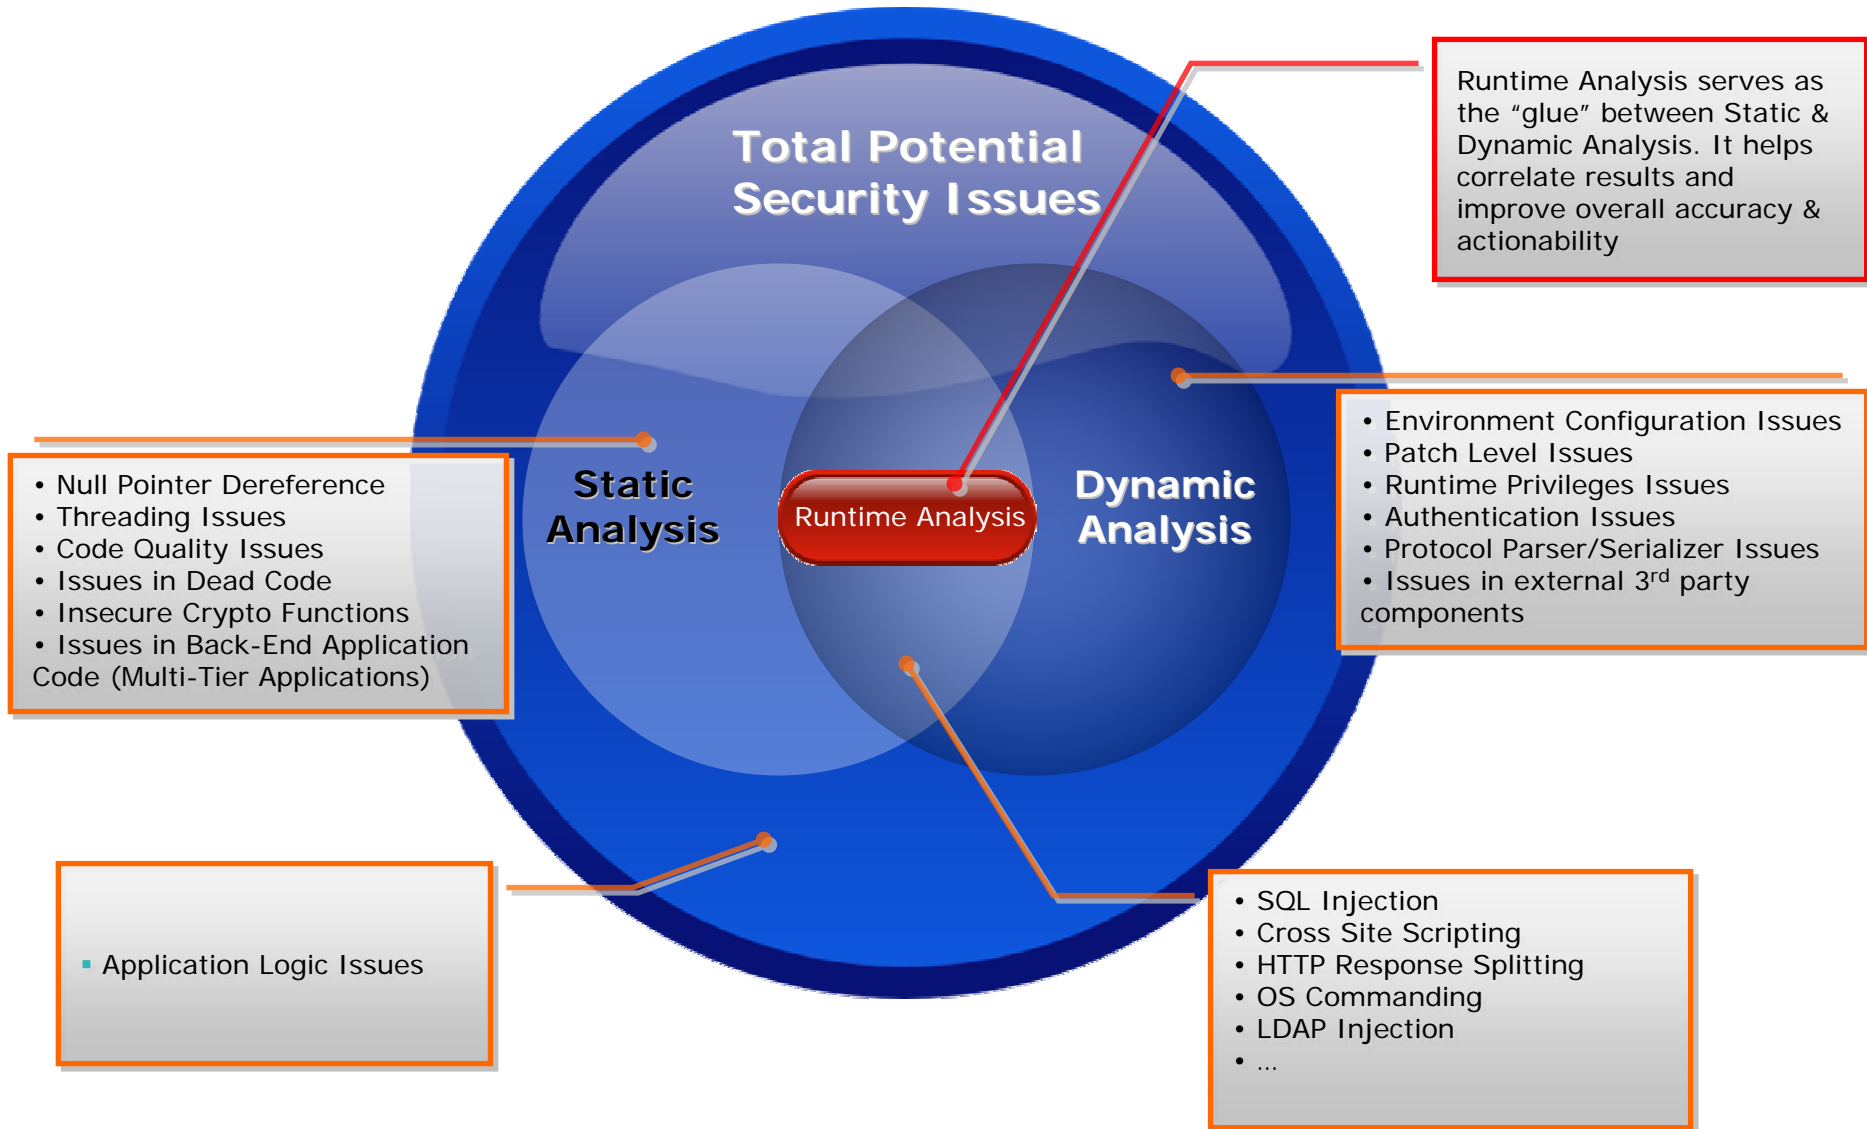 Total Potential
Security Issues
Runtime Analysis serves as
the “glue” between Static &
Dynamic Analysis. It helps
correlate results and
improve overall accuracy &
actionability
• Null Pointer Dereference
• Threading Issues
• Code Quality Issues
• Issues in Dead Code
• Insecure Crypto Functions
• Issues in Back-End Application
Code (Multi-Tier Applications)
Static
Analysis
Runtime Analysis
Dynamic
Analysis
• Environment Configuration Issues
• Patch Level Issues
• Runtime Privileges Issues
• Authentication Issues
• Protocol Parser/Serializer Issues
• Issues in external 3rd party
components
▪ Application Logic Issues
• SQL Injection
• Cross Site Scripting
• HTTP Response Splitting
• OS Commanding
• LDAP Injection
• …